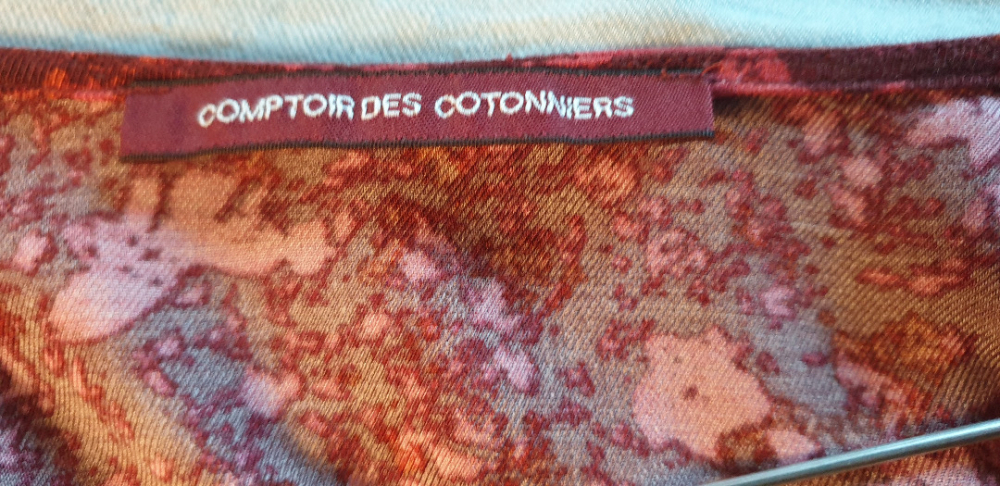 COMPTOIR DES COTONNIERS